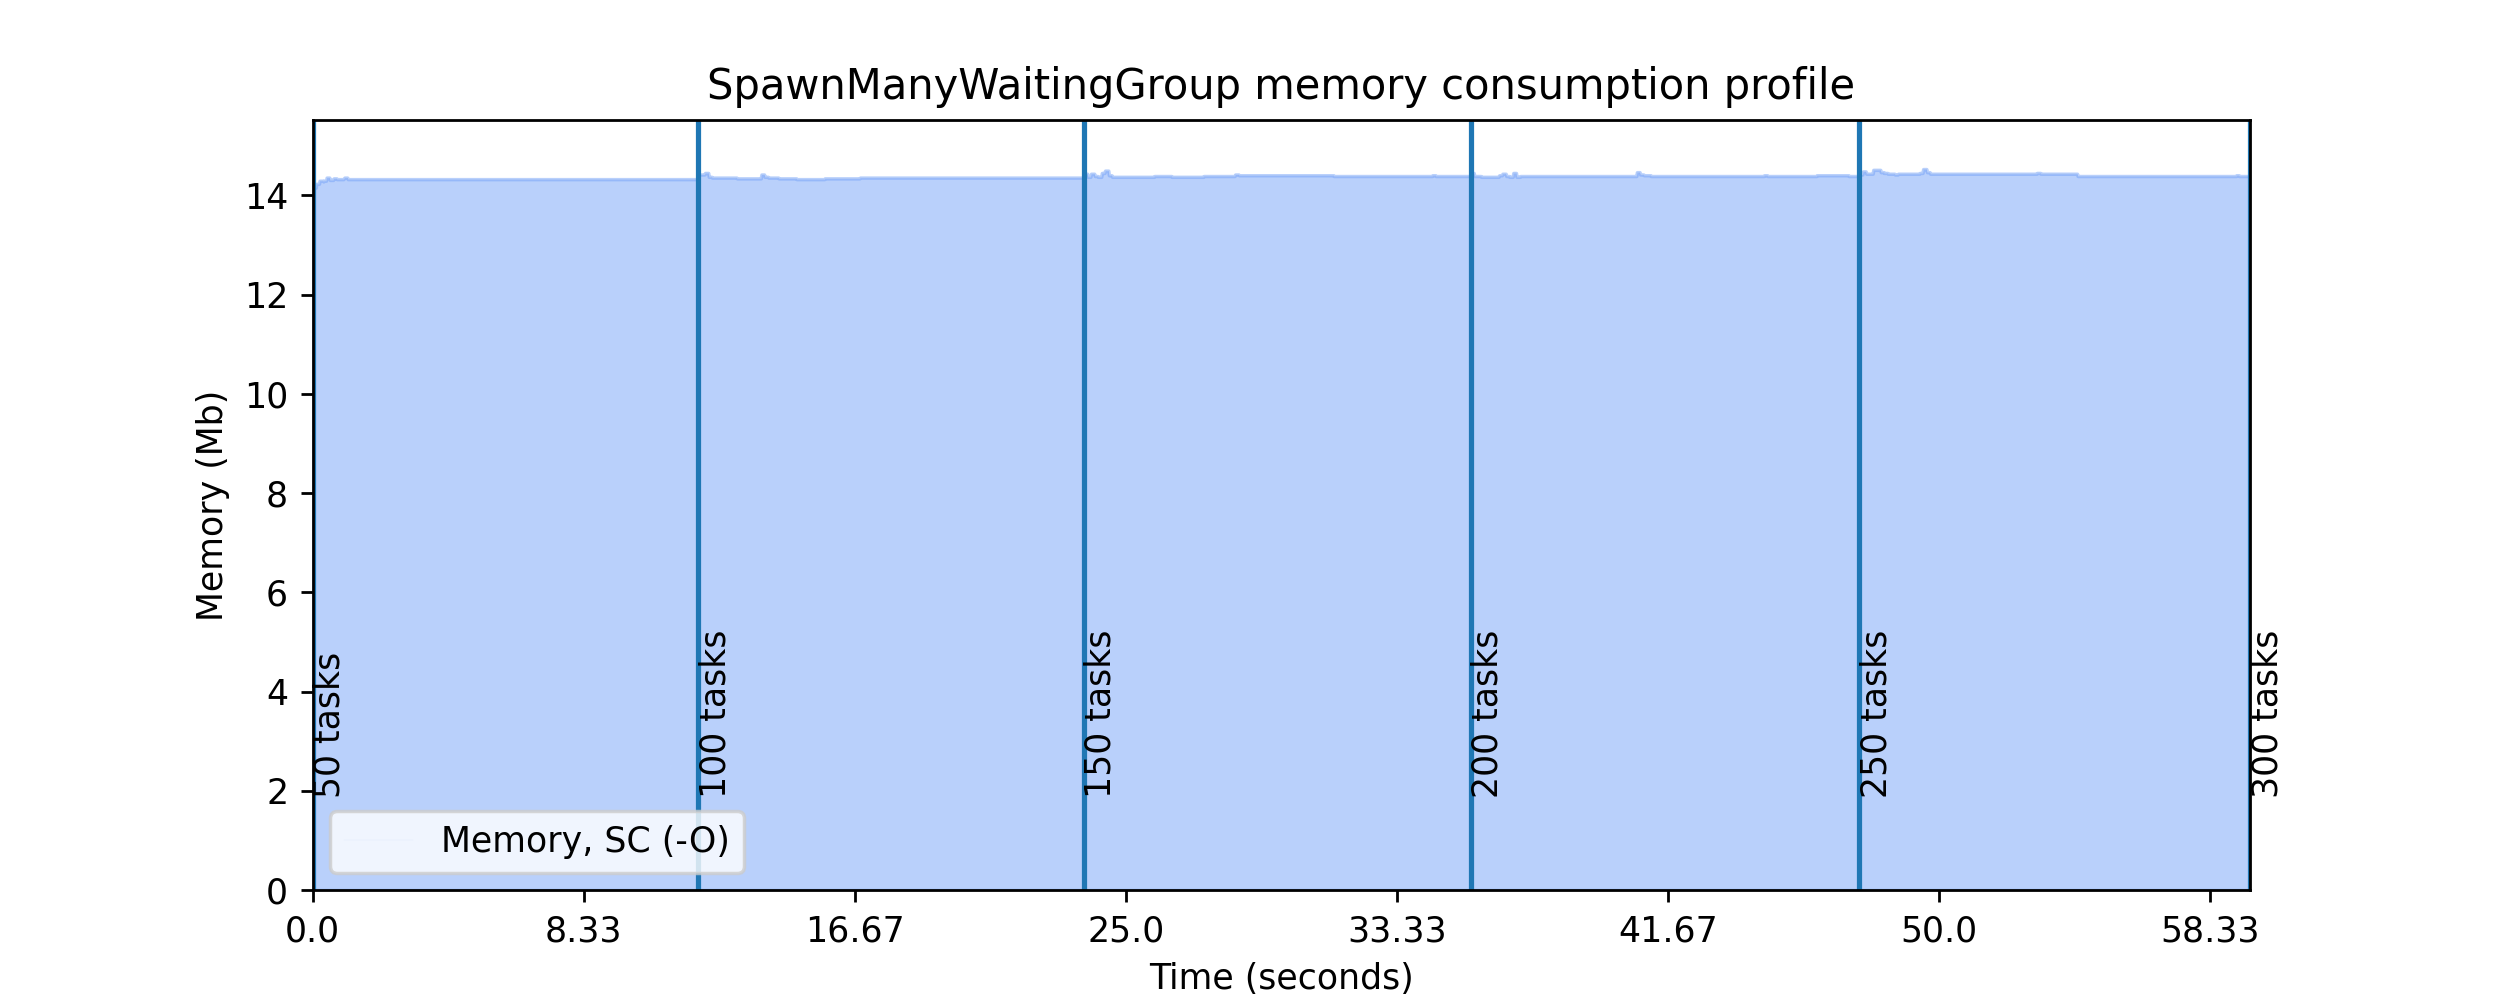 SpawnManyWaitingGroup memory consumption profile
Memory (Mb)
14
12
10
8
6
4
2
0
50 tasks
100 tasks
150 tasks
200 tasks
250 tasks
300 tasks
Memory, SC (-O)
0.0
8.33
16.67
25.0
33.33
41.67
50.0
58.33
Time (seconds)